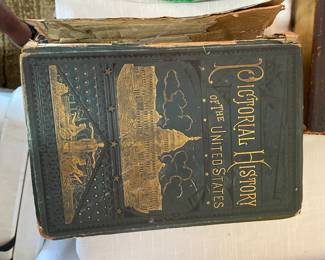 PICTORIAL HISTORY
OF THE UNITED STATES